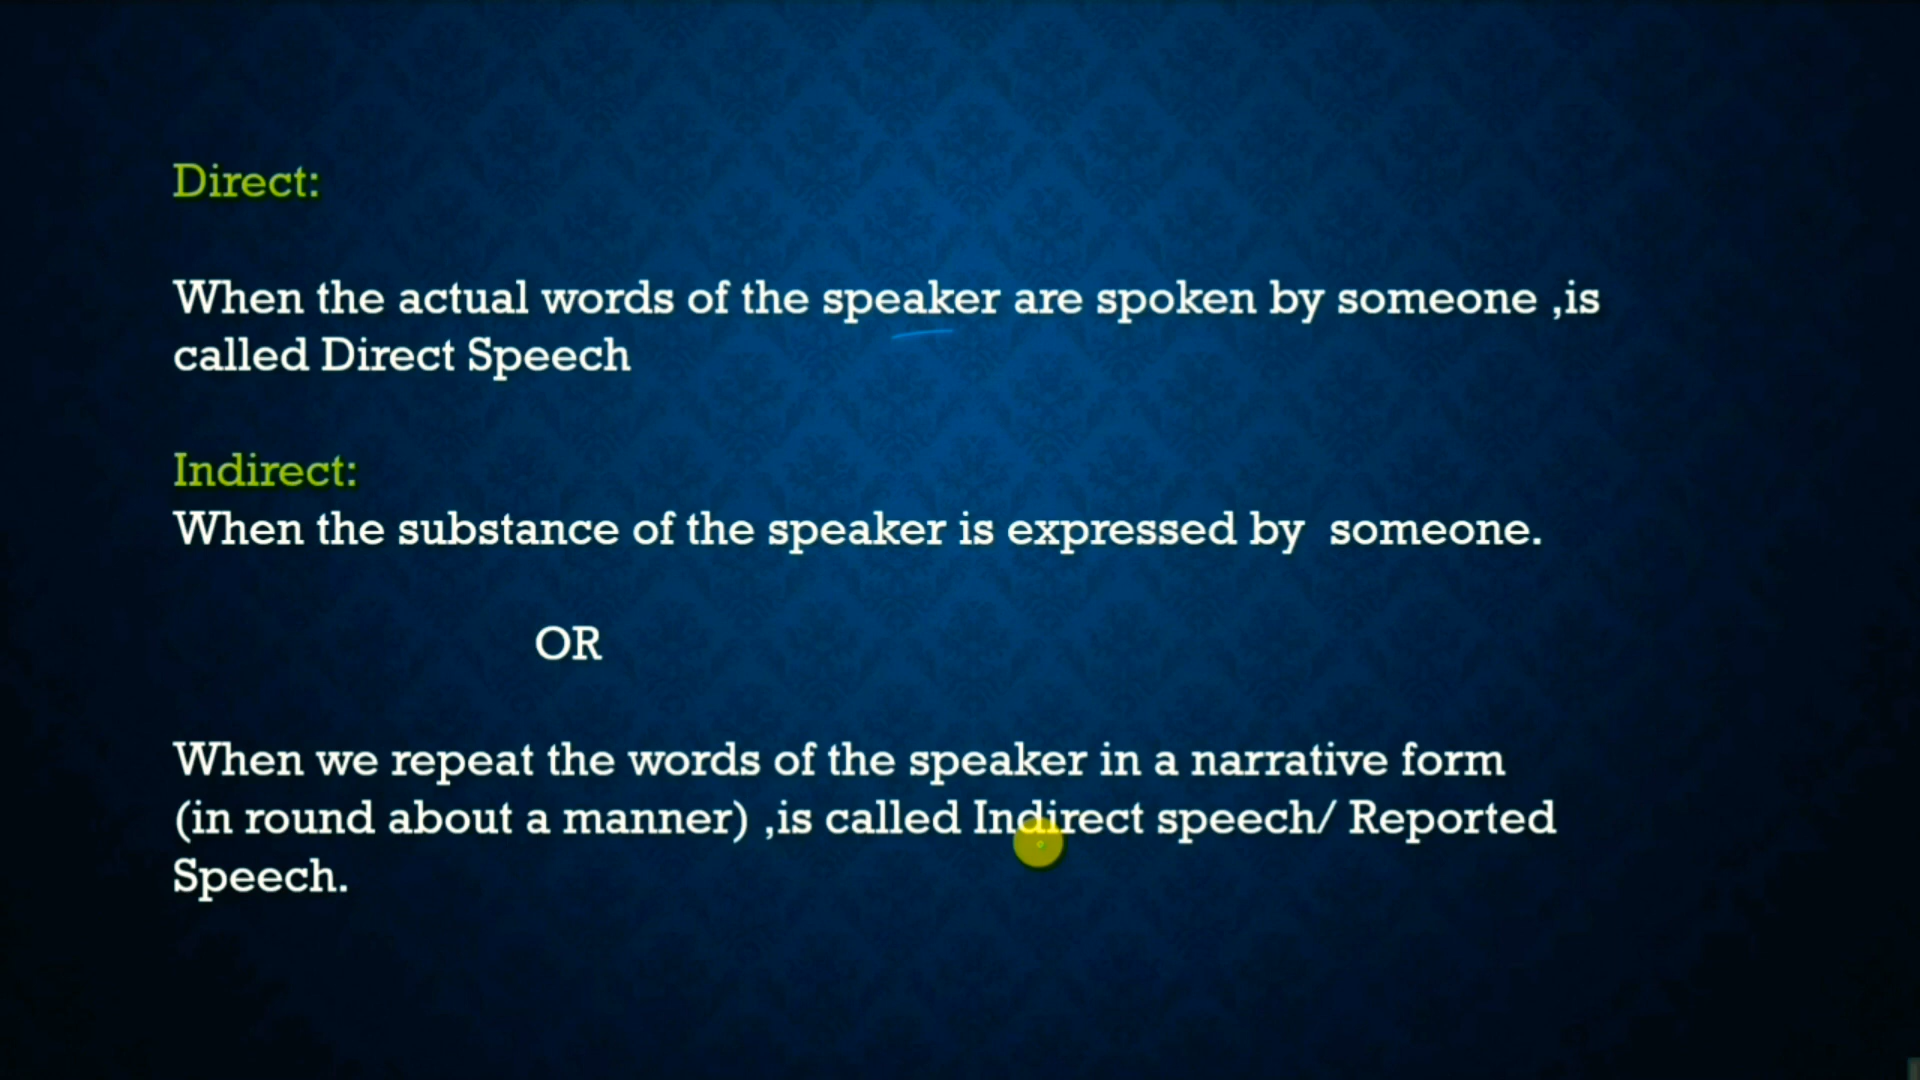 Direct:
When the actual words of the speaker are spoken by someone ,is
called Direct Speech
Indirect:
When the substance of the speaker is expressed by  someone.
OR
When we repeat the words of the speaker in a narrative form
(in round about a manner) ,is called Indirect speech/ Reported
Speech.